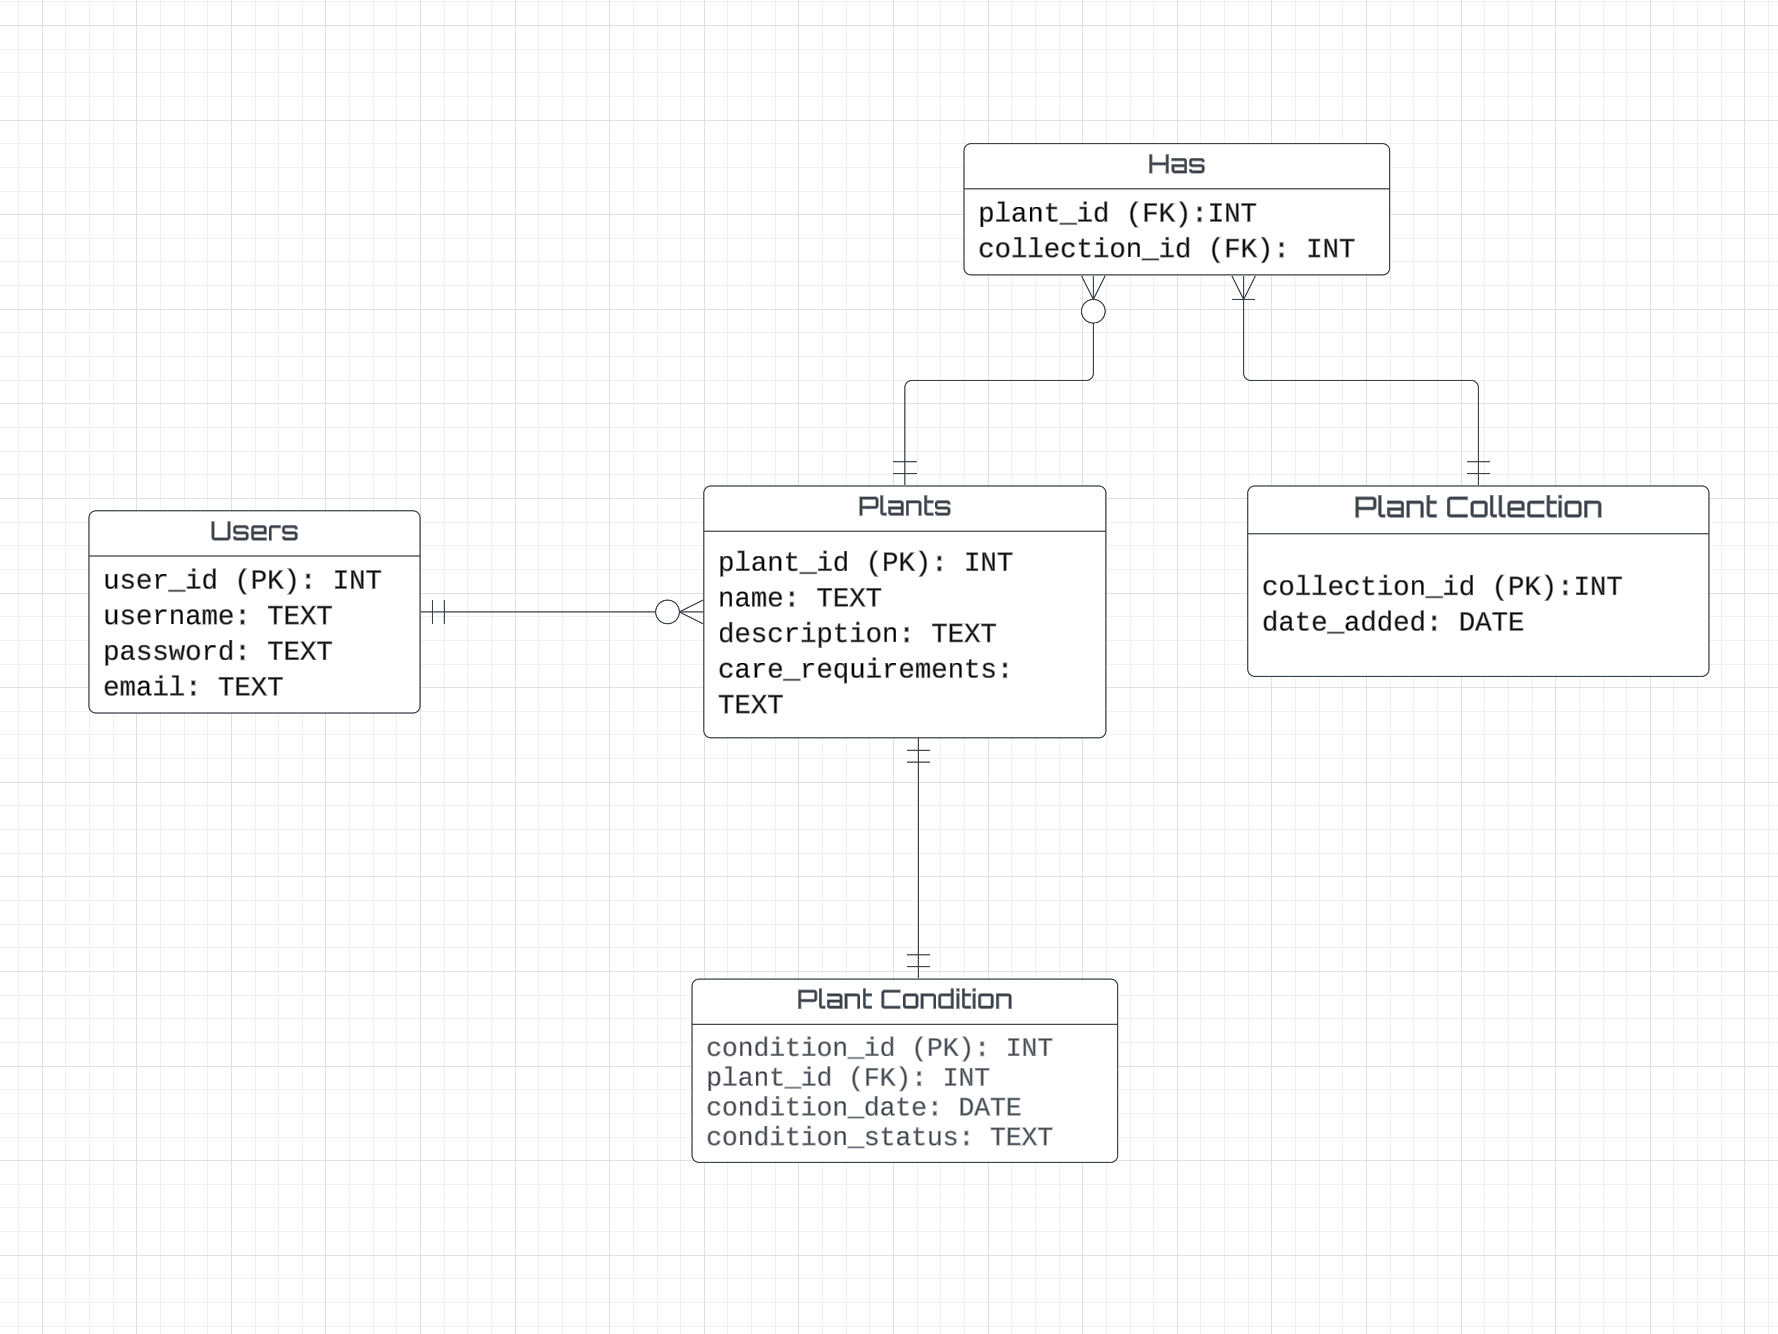 Has
plant_id (FK):INT
collection_id (FK): INT
Users
user_id (PK): INT
username: TEXT
password: TEXT
email: TEXT
Plants
plant_id (PK): INT
name: TEXT
description: TEXT
care_requirements:
TEXT
Plant Collection
collection_id (PK):INT
date_added: DATE
Plant Condition
condition_id (PK): INT
plant_id (FK): INT
condition_date: DATE
condition_status: TEXT